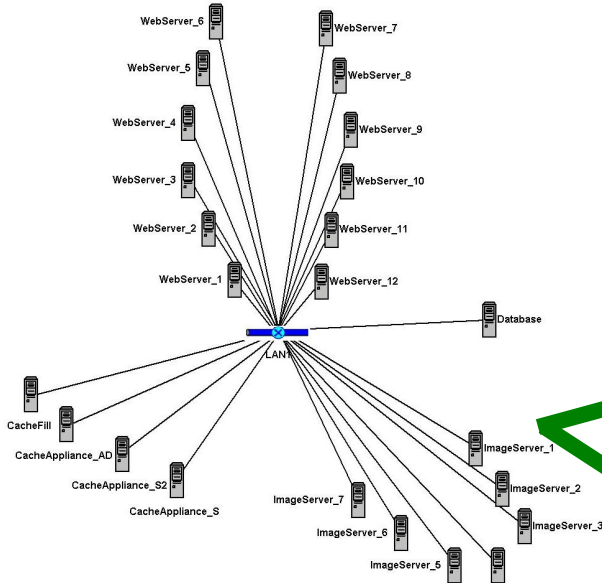 WebServer_6
WebServer_7
WebServer_5
WebServer_8
WebServer_4
WebServer_9
WebServer_3
WebServer_10
WebServer_2
WebServer_11
WebServer_1
WebServer_12
Database
LAN1
CacheFill
CacheAppliance_AD
CacheAppliance_S2
CacheAppliance_S
ImageServer_1
ImageServer_2
ImageServer_3
ImageServer_7
ImageServer_6
ImageServer_5